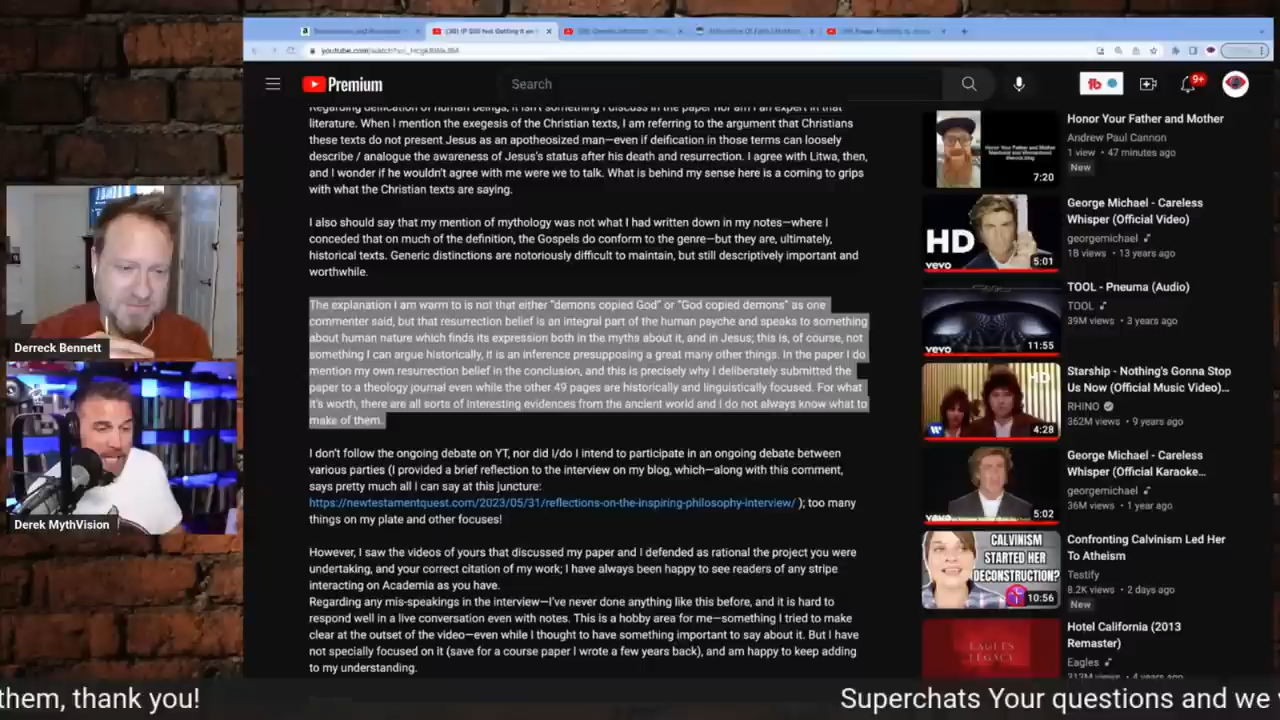 youtube.com/watch?
Premium
Search
9+
Regarding deification of human beings, it isn't something I discuss in the paper nor am I an expert in that
literature. When I mention the exegesis of the Christian texts, I am referring to the argument that Christians
these texts do not present Jesus as an apotheosized man—even if deification in those terms can loosely
describe / analogue the awareness of Jesus's status after his death and resurrection. I agree with Litwa, then,
and I wonder if he wouldn't agree with me were we to talk. What is behind my sense here is a coming to grips
with what the Christian texts are saying.
I also should say that my mention of mythology was not what I had written down in my notes—where I
conceded that on much of the definition, the Gospels do conform to the genre—but they are, ultimately,
historical texts. Generic distinctions are notoriously difficult to maintain, but still descriptively important and
worthwhile.
The explanation I am warm to is not that either "demons copied God" or "God copied demons" as one
commenter said, but that resurrection belief is an integral part of the human psyche and speaks to something
about human nature which finds its expression both in the myths about it, and in Jesus; this is, of course, not
something I can argue historically, it is an inference presupposing a great many other things. In the paper I do
mention my own resurrection belief in the conclusion, and this is precisely why I deliberately submitted the
paper to a theology journal even while the other 49 pages are historically and linguistically focused. For what
it's worth, there are all sorts of interesting evidences from the ancient world and I do not always know what to
make of them.
I don't follow the ongoing debate on YT, nor did i/do I intend to participate in an ongoing debate between
various parties (I provided a brief reflection to the interview on my blog, which—along with this comment,
says pretty much all I can say at this juncture:
https://newtestamentquest.com/2023/05/31/reflections-on-the-inspiring-philosophy-interview/ ); too many
things on my plate and other focuses!
However, I saw the videos of yours that discussed my paper and I defended as rational the project you were
undertaking, and your correct citation of my work; I have always been happy to see readers of any stripe
interacting on Academia as you have.
Regarding any mis-speakings in the interview—I've never done anything like this before, and it is hard to
respond well in a live conversation even with notes. This is a hobby area for me—something I tried to make
clear at the outset of the video—even while I thought to have something important to say about it. But I have
not specially focused on it (save for a course paper I wrote a few years back), and am happy to keep adding
to my understanding.
Honor Your Father and Mother
Andrew Paul Cannon
1 view • 47 minutes ago
New
7:20
George Michael - Careless
Whisper (Official Video)
georgemichael
1B views • 13 years ago
HD
vevo
5:01
TOOL - Pneuma (Audio)
TOOL
39M views • 3 years ago
11:55
Starship - Nothing's Gonna Stop
Us Now (Official Music Video)...
RHINO
362M views • 9 years ago
4:28
George Michael - Careless
Whisper (Official Karaoke...
georgemichael
36M views • 1 year ago
vevo
5:02
Confronting Calvinism Led Her
To Atheism
Testify
8.2K views • 2 days ago
New
CALVINISM
STARTED HER
DECONSTRUCTION?
10:56
Hotel California (2013
Remaster)
Eagles
Derreck Bennett
Derek MythVision
them, thank you!
Superchats Your questions and we